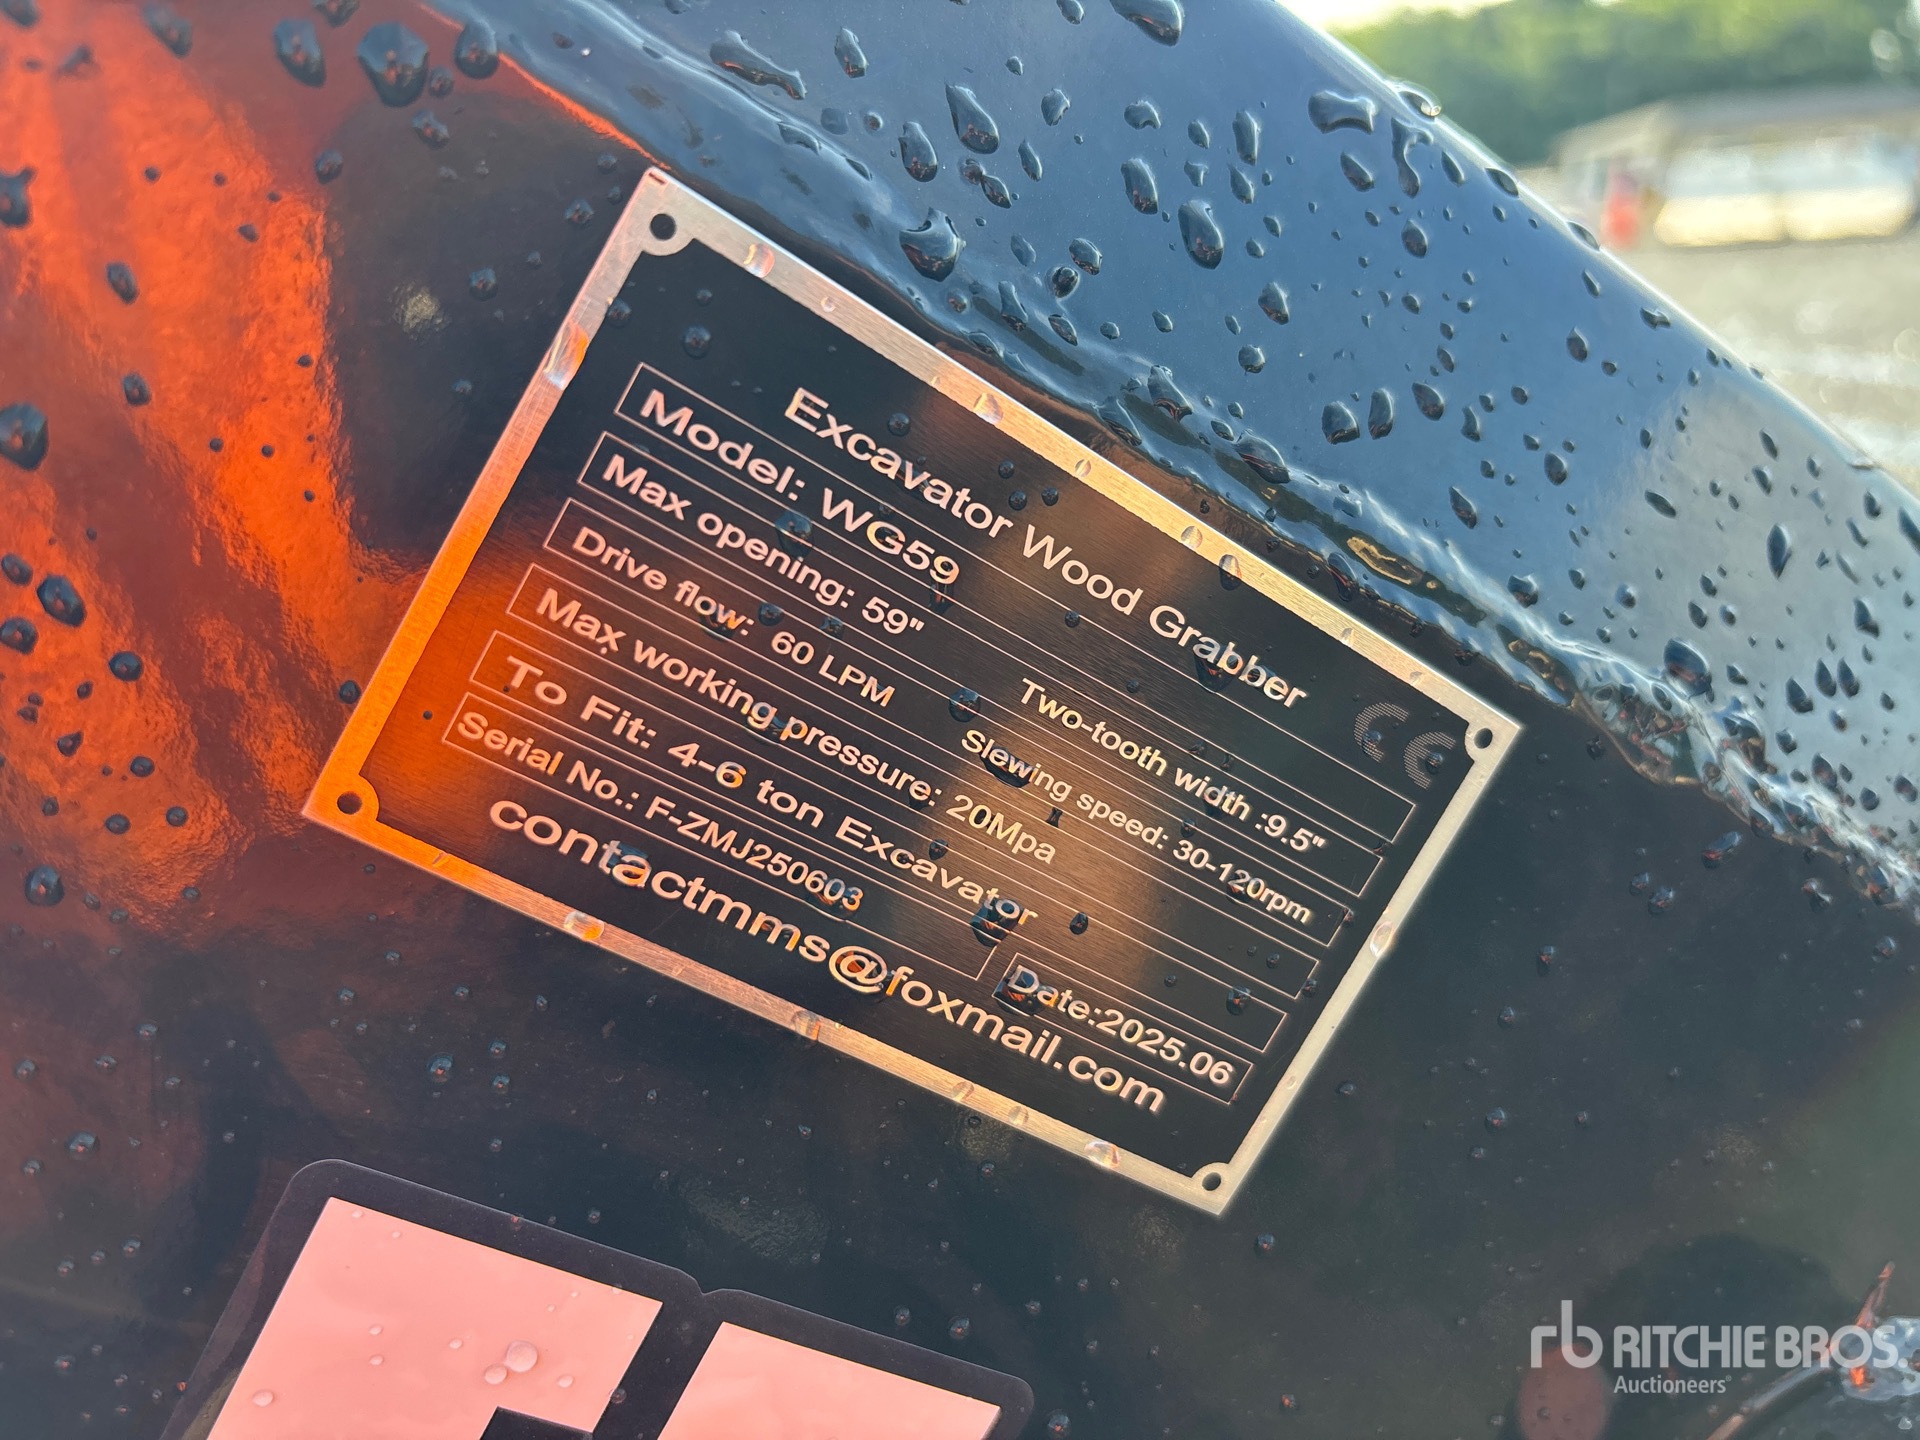 Excavator Wood Grabber
CE
Model: WG59
Max opening: 59" Two-tooth width :9.5"
Drive flow: 60 LPM Slewing speed: 30-120rpm
Max working pressure: 20Mpa
To Fit: 4-6 ton Excavator
Serial No.: F-ZMJ250603 Date:2025.06
contactmms@foxmail.com
rb RITCHIE BROS.
Auctioneers